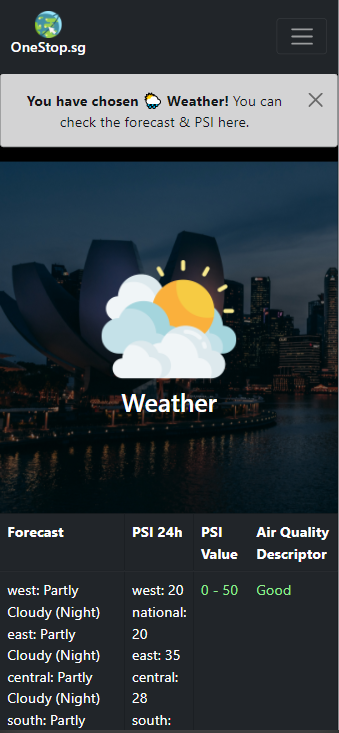 OneStop.sg
You have chosen 🌦 Weather! You can
check the forecast & PSI here.
Weather
Forecast
PSI 24h
PSI
Value
Air Quality
Descriptor
west: Partly
Cloudy (Night)
east: Partly
Cloudy (Night)
central: Partly
Cloudy (Night)
south: Partly
west: 20
national:
20
east: 35
central:
28
south:
0 - 50
Good